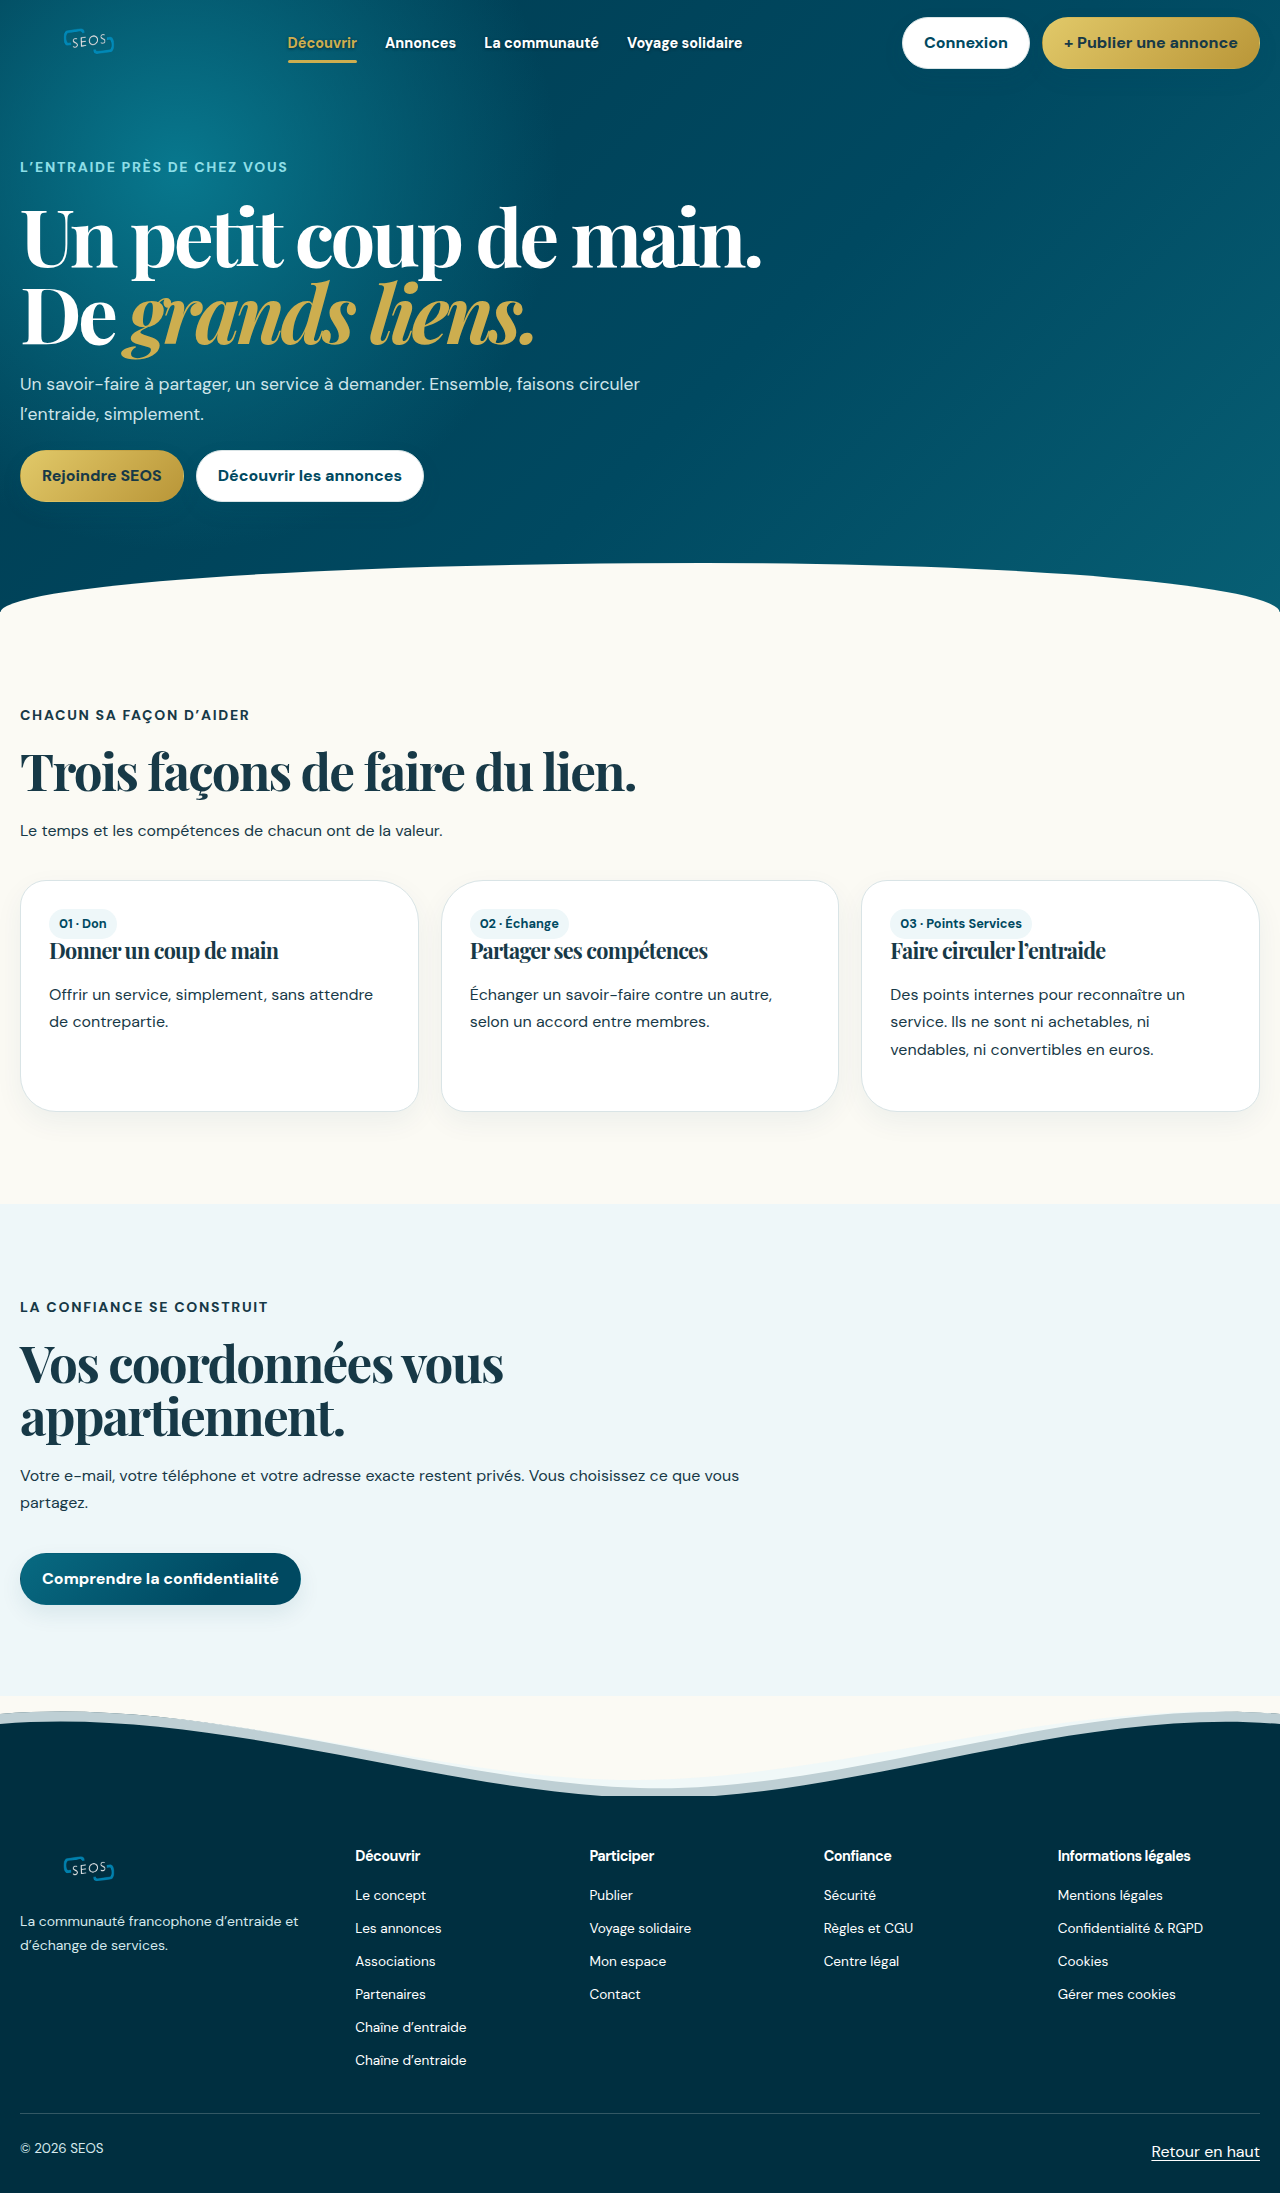 SEOS
Découvrir
Annonces
La communauté
Voyage solidaire
Connexion
+ Publier une annonce
L’ENTRAIDE PRÈS DE CHEZ VOUS
Un petit coup de main.
De grands liens.
Un savoir-faire à partager, un service à demander. Ensemble, faisons circuler
l’entraide, simplement.
Rejoindre SEOS
Découvrir les annonces
CHACUN SA FAÇON D’AIDER
Trois façons de faire du lien.
Le temps et les compétences de chacun ont de la valeur.
01 · Don
Donner un coup de main
Offrir un service, simplement, sans attendre
de contrepartie.
02 · Échange
Partager ses compétences
Échanger un savoir-faire contre un autre,
selon un accord entre membres.
03 · Points Services
Faire circuler l’entraide
Des points internes pour reconnaître un
service. Ils ne sont ni achetables, ni
vendables, ni convertibles en euros.
LA CONFIANCE SE CONSTRUIT
Vos coordonnées vous
appartiennent.
Votre e-mail, votre téléphone et votre adresse exacte restent privés. Vous choisissez ce que vous
partagez.
Comprendre la confidentialité
SEOS
La communauté francophone d’entraide et
d’échange de services.
Découvrir
Le concept
Les annonces
Associations
Partenaires
Chaîne d’entraide
Chaîne d’entraide
Participer
Publier
Voyage solidaire
Mon espace
Contact
Confiance
Sécurité
Règles et CGU
Centre légal
Informations légales
Mentions légales
Confidentialité & RGPD
Cookies
Gérer mes cookies
© 2026 SEOS
Retour en haut